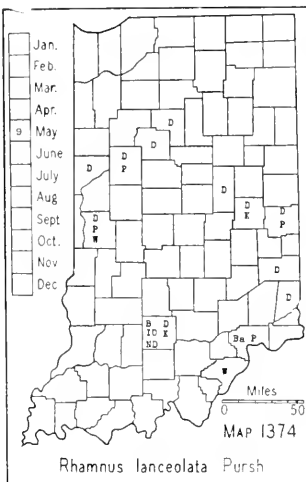 Jan.
Feb.
Mar.
Apr.
9 May
June
July
Aug
Sept
Oct.
Nov
Dec
D
D
D
D
P
D
D
K
D
P
D
P
W
D
D
B D
IU K
ND
Ba P
W
Miles
0 50
MAP 1374
Rhamnus lanceolata Pursh